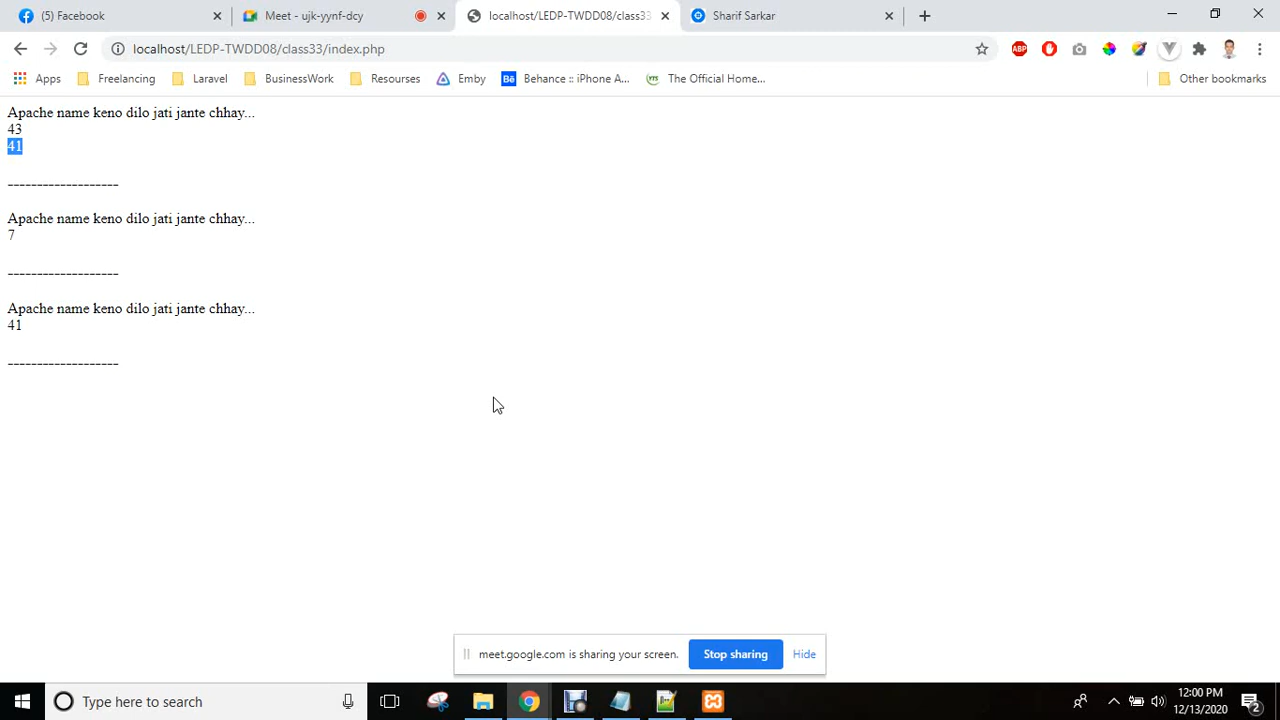 (5) Facebook
Meet - ujk-yynf-dcy
localhost/LEDP-TWDD08/class33
Sharif Sarkar
localhost/LEDP-TWDD08/class33/index.php
ABP
Apps
Freelancing
Laravel
BusinessWork
Resourses
Emby
Bē
Behance :: iPhone A...
YTS
The Official Home...
Other bookmarks
Apache name keno dilo jati jante chhay...
43
41
-------------------
Apache name keno dilo jati jante chhay...
7
-------------------
Apache name keno dilo jati jante chhay...
41
-------------------
meet.google.com is sharing your screen.
Stop sharing
Hide
Type here to search
12:00 PM
12/13/2020
2